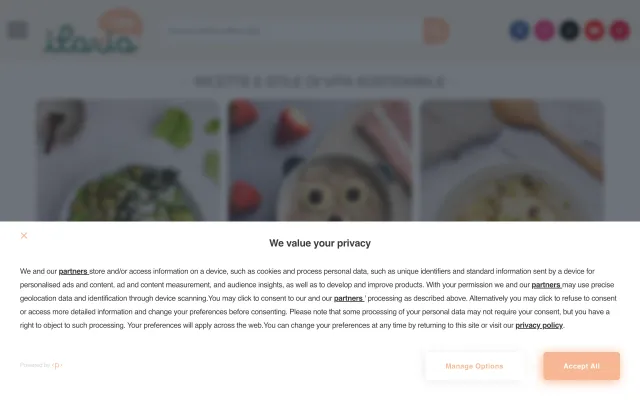 ilaria
RICETTE E STILE DI VITA SOSTENIBILE
We value your privacy
We and our partners store and/or access information on a device, such as cookies and process personal data, such as unique identifiers and standard information sent by a device for
personalised ads and content, ad and content measurement, and audience insights, as well as to develop and improve products. With your permission we and our partners may use precise
geolocation data and identification through device scanning.You may click to consent to our and our partners ' processing as described above. Alternatively you may click to refuse to consent
or access more detailed information and change your preferences before consenting. Please note that some processing of your personal data may not require your consent, but you have a
right to object to such processing. Your preferences will apply across the web.You can change your preferences at any time by returning to this site or visit our privacy policy.
Powered by
Manage Options
Accept All